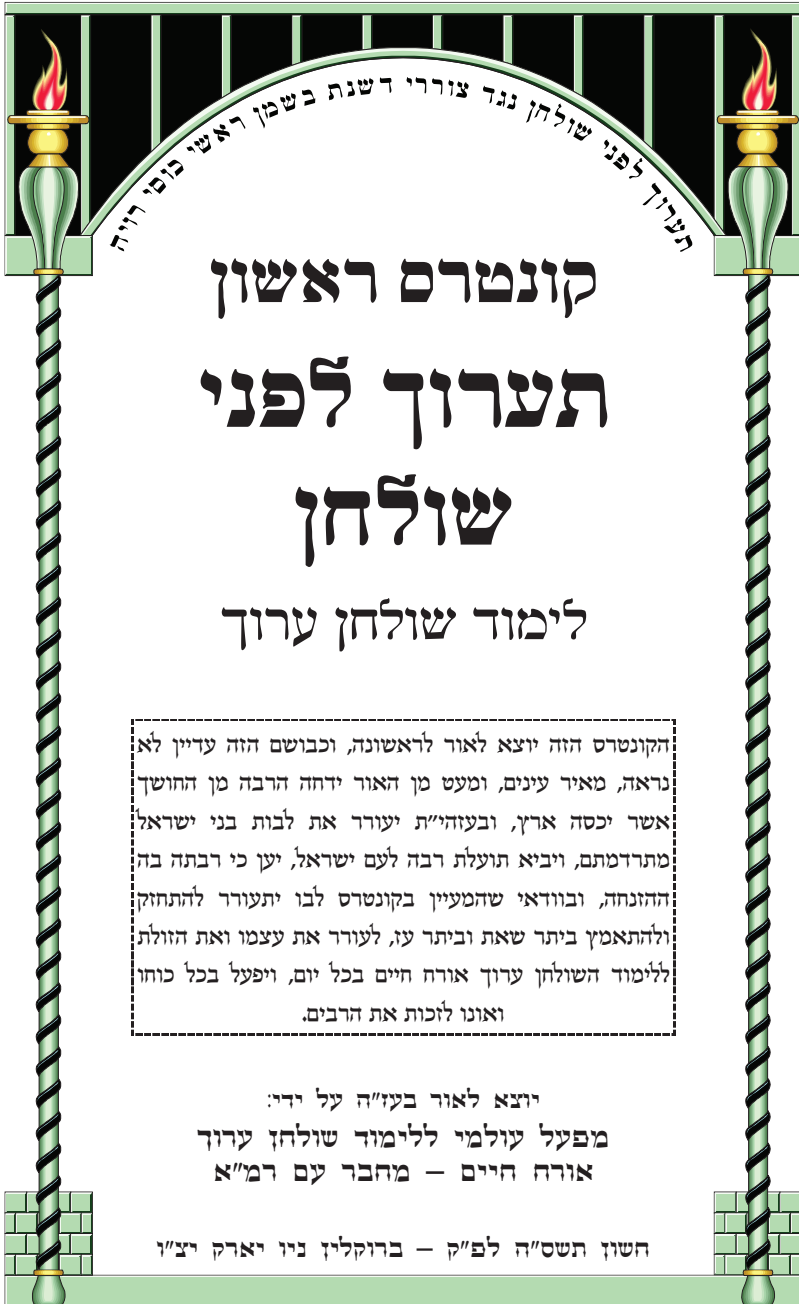 תערוך לפני שולחן נגד צוררי דשנת בשמן ראשי כוסי רויה
קונטרס ראשון
תערוך לפני
שולחן
לימוד שולחן ערוך
הקונטרס הזה יוצא לאור לראשונה, וכבושם הזה עדיין לא
נראה, מאיר עינים, ומעט מן האור ידחה הרבה מן החושך
אשר יכסה ארץ, ובעזהי״ת יעורר את לבות בני ישראל
מתרדמתם, ויביא תועלת רבה לעם ישראל, יען כי רבתה בה
ההזנחה, ובוודאי שהמעיין בקונטרס לבו יתעורר להתחזק
ולהתאמץ ביתר שאת וביתר עז, לעורר את עצמו ואת הזולת
ללימוד השולחן ערוך אורח חיים בכל יום, ויפעל בכל כוחו
ואונו לזכות את הרבים.
יוצא לאור בעז״ה על ידי:
מפעל עולמי ללימוד שולחן ערוך
אורח חיים – מחבר עם רמ״א
חשון תשס״ה לפ״ק – ברוקלין ניו יארק יצ״ו